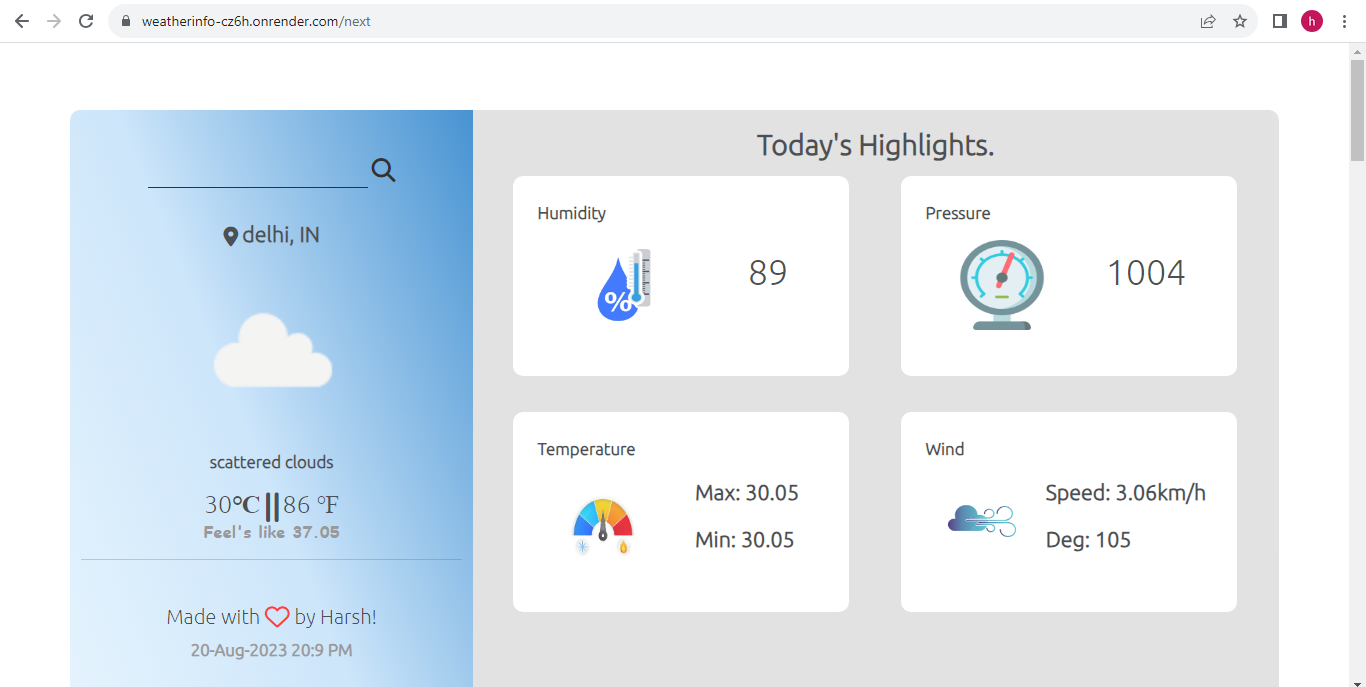 weatherinfo-cz6h.onrender.com/next
h
delhi, IN
scattered clouds
30°C||86 °F
Feel's like 37.05
Made with by Harsh!
20-Aug-2023 20:9 PM
Today's Highlights.
Humidity
%
89
Pressure
1004
Temperature
Max: 30.05
Min: 30.05
Wind
Speed: 3.06km/h
Deg: 105